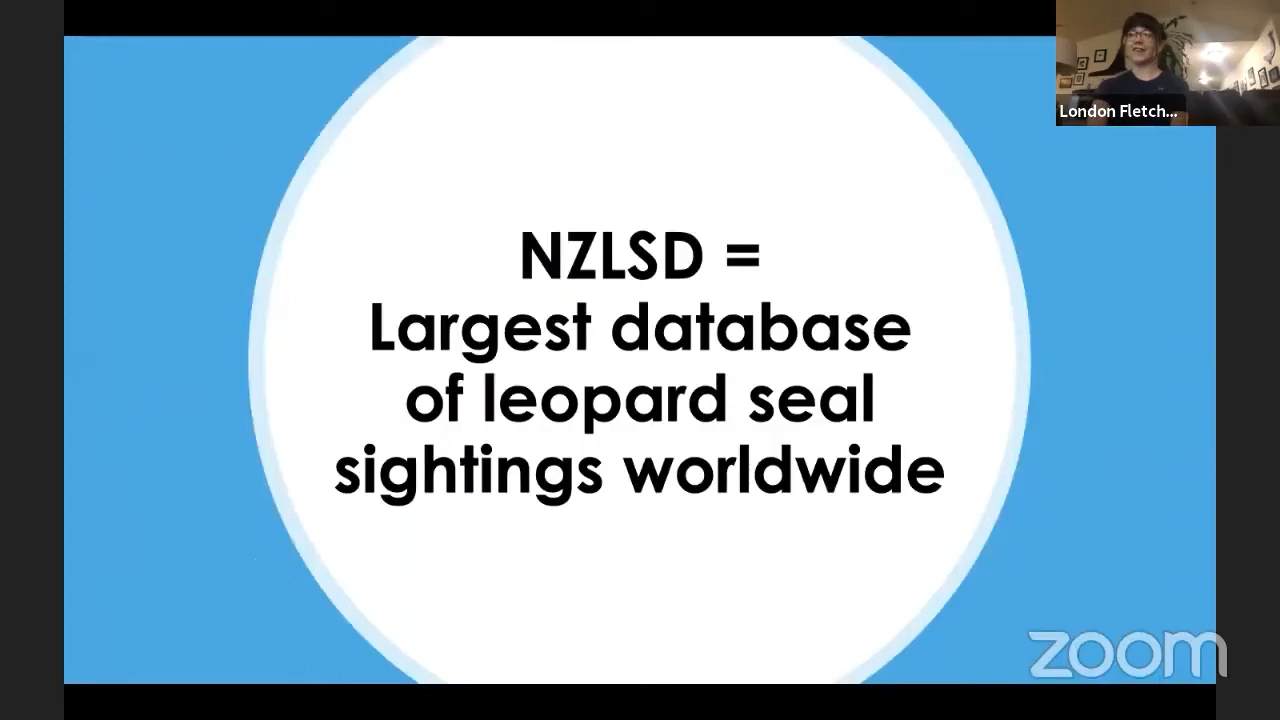 London Fletch...
NZLSD =
Largest database
of leopard seal
sightings worldwide
zoom